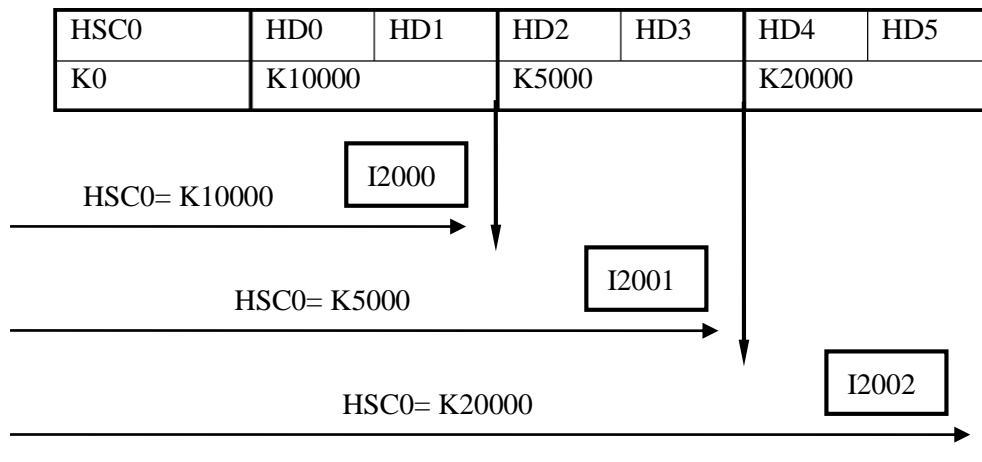 HSC0 HD0 HD1 HD2 HD3 HD4 HD5
K0 K10000 K5000 K20000
I2000
HSC0= K10000
I2001
HSC0= K5000
I2002
HSC0= K20000